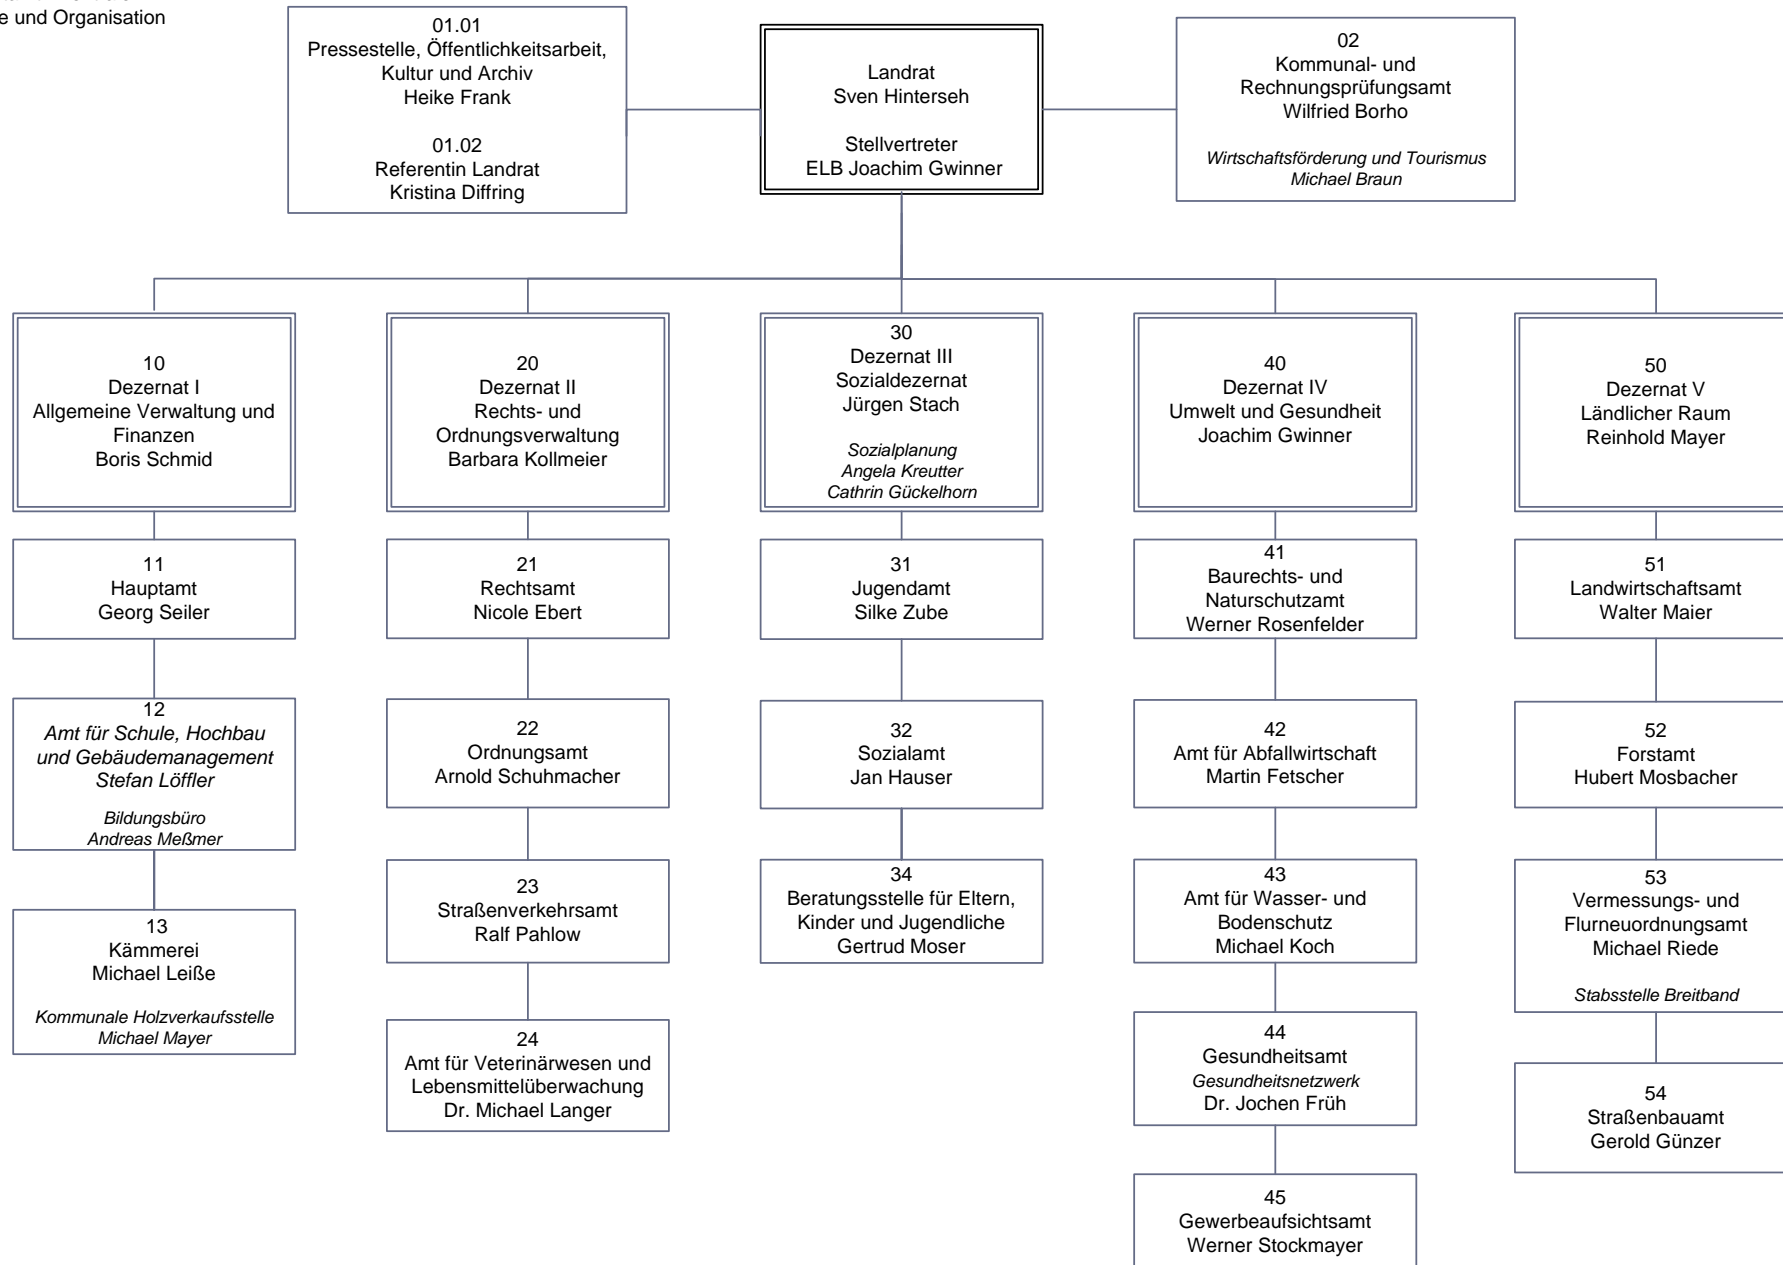 e und Organisation
01.01
Pressestelle, Öffentlichkeitsarbeit,
Kultur und Archiv
Heike Frank
01.02
Referentin Landrat
Kristina Diffring
Landrat
Sven Hinterseh
Stellvertreter
ELB Joachim Gwinner
02
Kommunal- und
Rechnungsprüfungsamt
Wilfried Borho
Wirtschaftsförderung und Tourismus
Michael Braun
10
Dezernat I
Allgemeine Verwaltung und
Finanzen
Boris Schmid
20
Dezernat II
Rechts- und
Ordnungsverwaltung
Barbara Kollmeier
30
Dezernat III
Sozialdezernat
Jürgen Stach
Sozialplanung
Angela Kreutter
Cathrin Gückelhorn
40
Dezernat IV
Umwelt und Gesundheit
Joachim Gwinner
50
Dezernat V
Ländlicher Raum
Reinhold Mayer
11
Hauptamt
Georg Seiler
21
Rechtsamt
Nicole Ebert
31
Jugendamt
Silke Zube
41
Baurechts- und
Naturschutzamt
Werner Rosenfelder
51
Landwirtschaftsamt
Walter Maier
12
Amt für Schule, Hochbau
und Gebäudemanagement
Stefan Löffler
Bildungsbüro
Andreas Meßmer
22
Ordnungsamt
Arnold Schuhmacher
32
Sozialamt
Jan Hauser
42
Amt für Abfallwirtschaft
Martin Fetscher
52
Forstamt
Hubert Mosbacher
13
Kämmerei
Michael Leiße
Kommunale Holzverkaufsstelle
Michael Mayer
23
Straßenverkehrsamt
Ralf Pahlow
34
Beratungsstelle für Eltern,
Kinder und Jugendliche
Gertrud Moser
43
Amt für Wasser- und
Bodenschutz
Michael Koch
53
Vermessungs- und
Flurneuordnungsamt
Michael Riede
Stabsstelle Breitband
24
Amt für Veterinärwesen und
Lebensmittelüberwachung
Dr. Michael Langer
44
Gesundheitsamt
Gesundheitsnetzwerk
Dr. Jochen Früh
54
Straßenbauamt
Gerold Günzer
45
Gewerbeaufsichtsamt
Werner Stockmayer